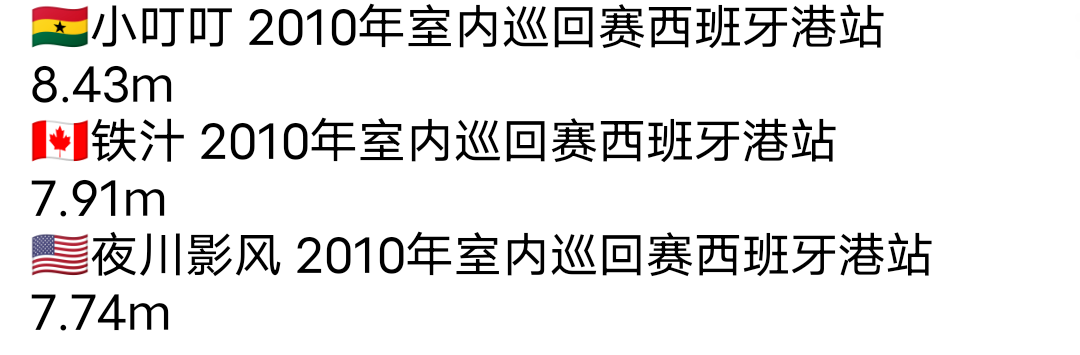 🇬🇭小叮叮 2010年室内巡回赛西班牙港站
8.43m
🇨🇦铁汁 2010年室内巡回赛西班牙港站
7.91m
🇺🇸夜川影风 2010年室内巡回赛西班牙港站
7.74m